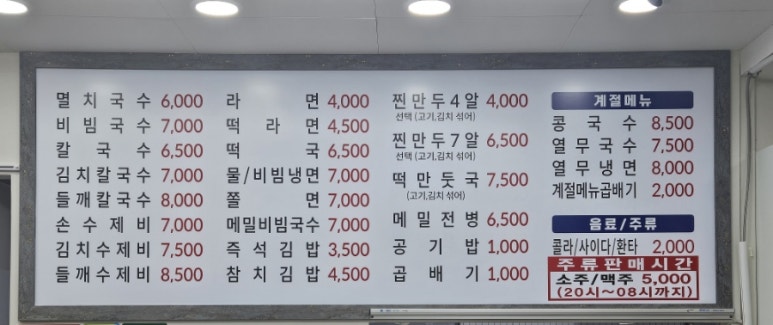 멸치국수 6,000
비빔국수 7,000
칼국수 6,500
김치칼국수 7,000
들깨칼국수 8,000
손수제비 7,000
김치수제비 7,500
들깨수제비 8,500
라면 4,000
떡라면 4,500
떡국 6,500
물/비빔냉면 7,000
쫄면 7,000
메밀비빔국수 7,000
즉석김밥 3,500
참치김밥 4,500
찐만두4알 4,000
선택 (고기,김치 섞어)
찐만두7알 6,500
선택 (고기,김치 섞어)
떡만둣국 7,500
(고기,김치 섞어)
메밀전병 6,500
공기밥 1,000
곱배기 1,000
계절메뉴
콩국수 8,500
열무국수 7,500
열무냉면 8,000
계절메뉴곱배기 2,000
음료/주류
콜라/사이다/환타 2,000
주류판매시간
소주/맥주 5,000
(20시~08시까지)